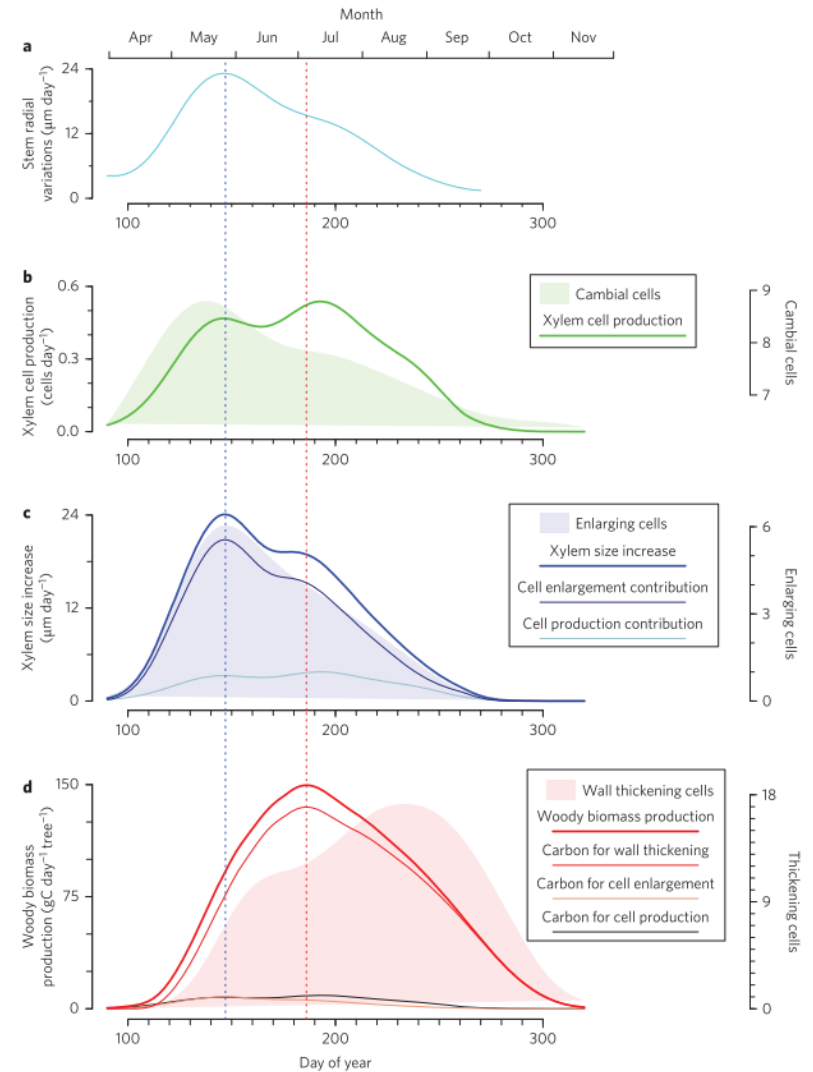 Month
Apr May Jun Jul Aug Sep Oct Nov
a
Stem radial
variations (μm day⁻¹)
24
12
0
100 200 300
b
Xylem cell production
(cells day⁻¹)
0.6
0.3
0.0
Cambial cells
Xylem cell production
9
8
7
Cambial cells
100 200 300
c
Xylem size increase
(μm day⁻¹)
24
12
0
Enlarging cells
Xylem size increase
Cell enlargement contribution
Cell production contribution
6
3
0
Enlarging cells
100 200 300
d
Woody biomass
production (gC day⁻¹ tree⁻¹)
150
75
0
Wall thickening cells
Woody biomass production
Carbon for wall thickening
Carbon for cell enlargement
Carbon for cell production
18
9
0
Thickening cells
100 200 300
Day of year